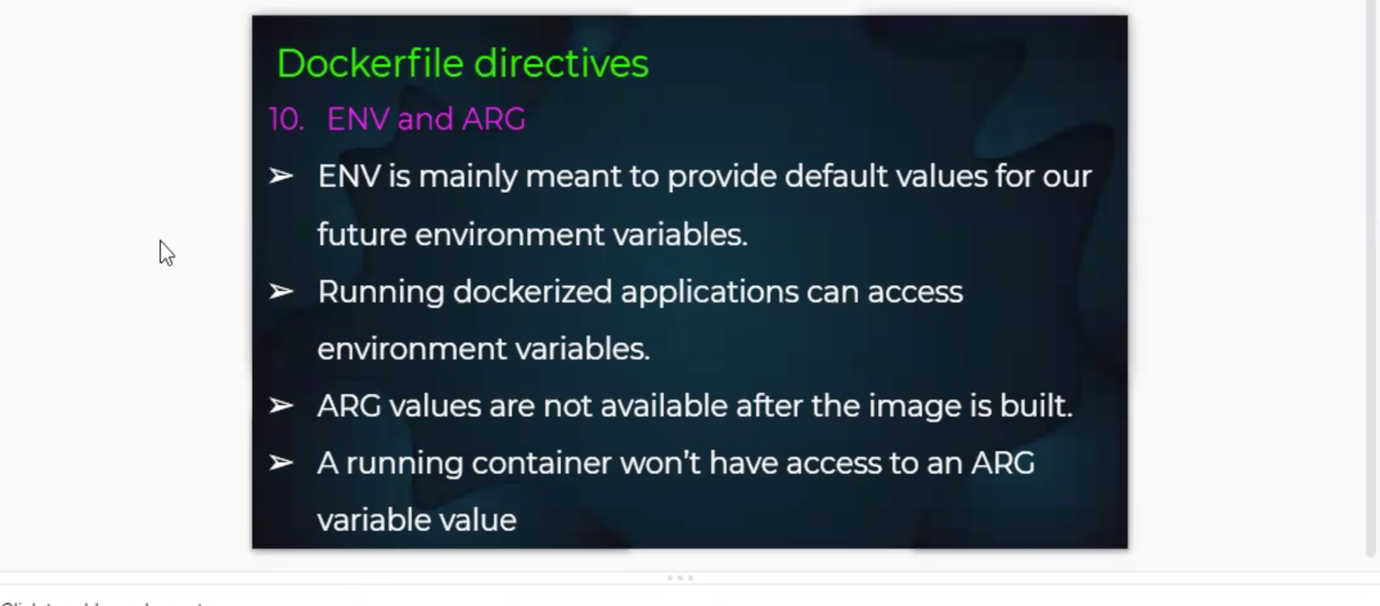 Dockerfile directives
10. ENV and ARG
➢ ENV is mainly meant to provide default values for our
future environment variables.
➢ Running dockerized applications can access
environment variables.
➢ ARG values are not available after the image is built.
➢ A running container won't have access to an ARG
variable value